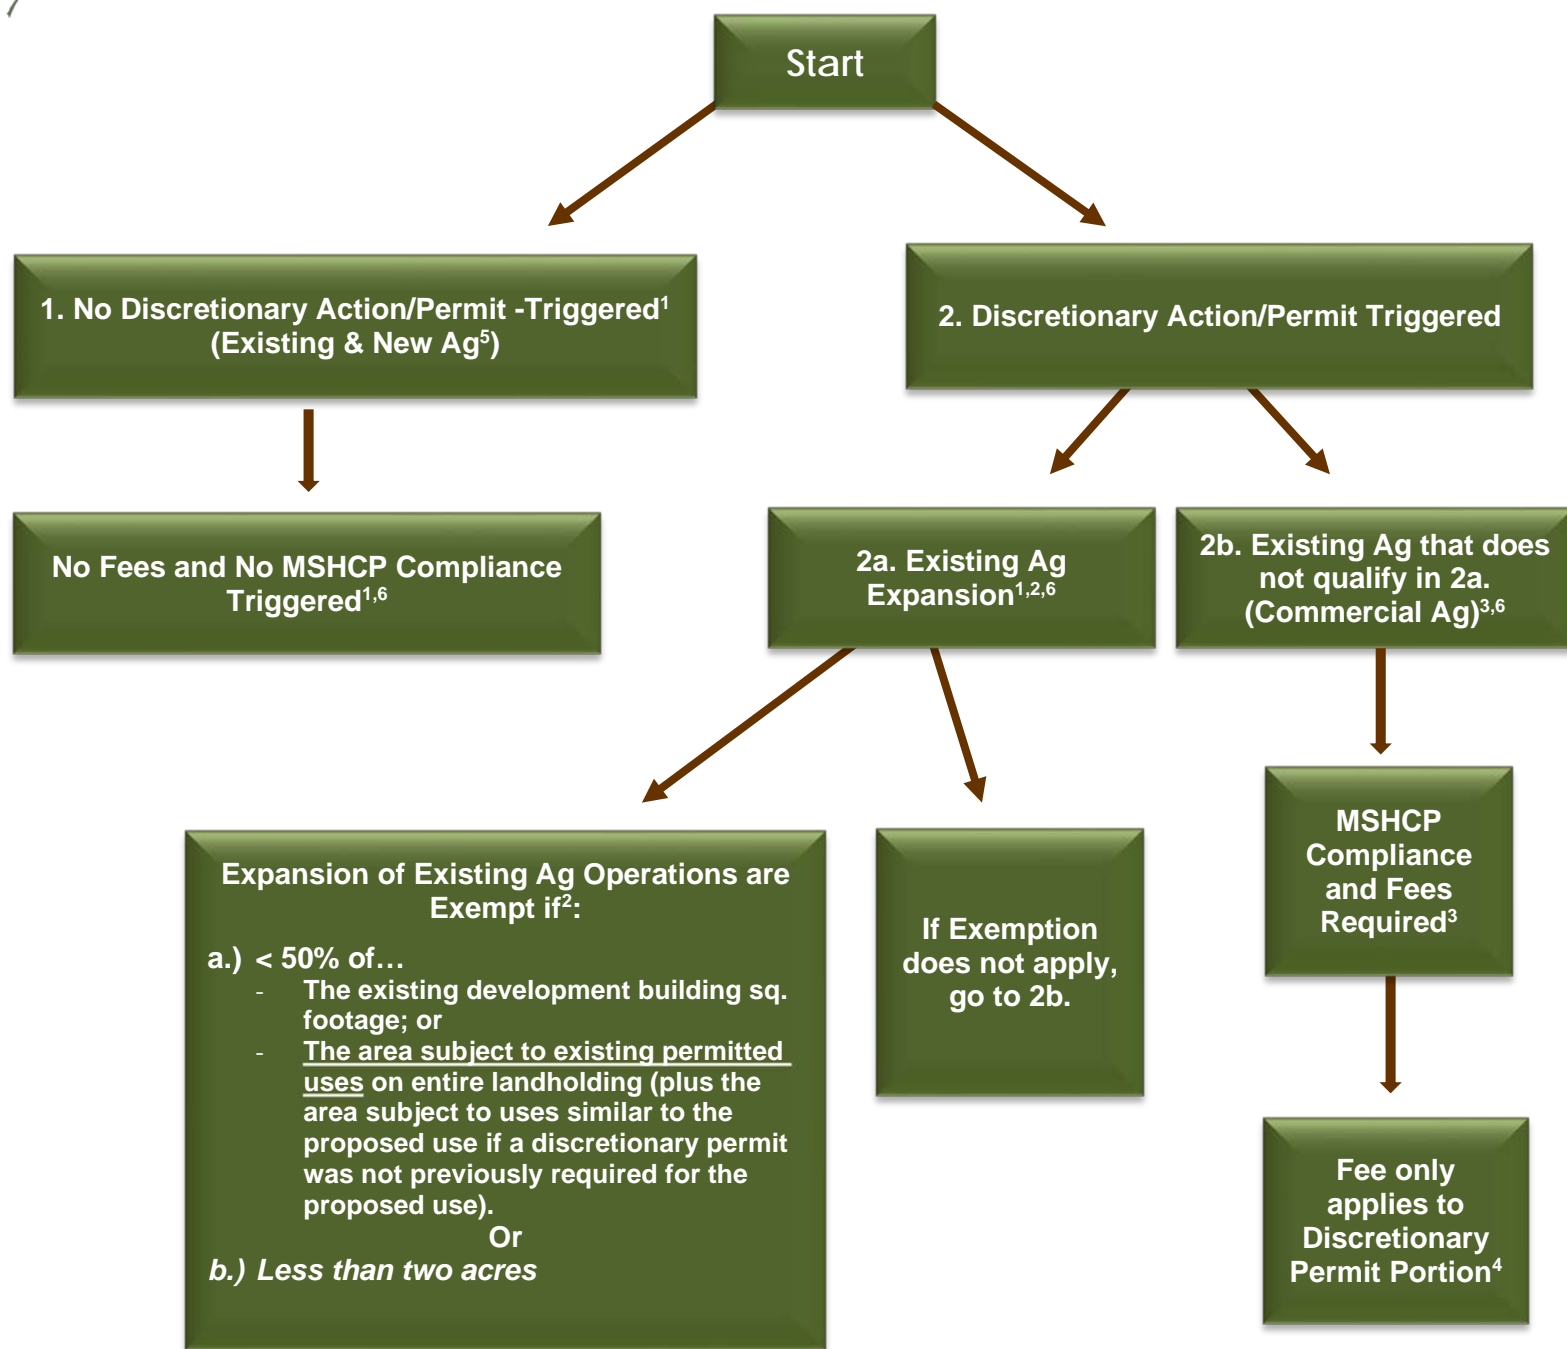 Start
1. No Discretionary Action/Permit -Triggered1
(Existing & New Ag5)
2. Discretionary Action/Permit Triggered
No Fees and No MSHCP Compliance
Triggered1,6
2a. Existing Ag
Expansion1,2,6
2b. Existing Ag that does
not qualify in 2a.
(Commercial Ag)3,6
Expansion of Existing Ag Operations are
Exempt if2:
a.) < 50% of…
- The existing development building sq.
footage; or
- The area subject to existing permitted
uses on entire landholding (plus the
area subject to uses similar to the
proposed use if a discretionary permit
was not previously required for the
proposed use).
Or
b.) Less than two acres
If Exemption
does not apply,
go to 2b.
MSHCP
Compliance
and Fees
Required3
Fee only
applies to
Discretionary
Permit Portion4